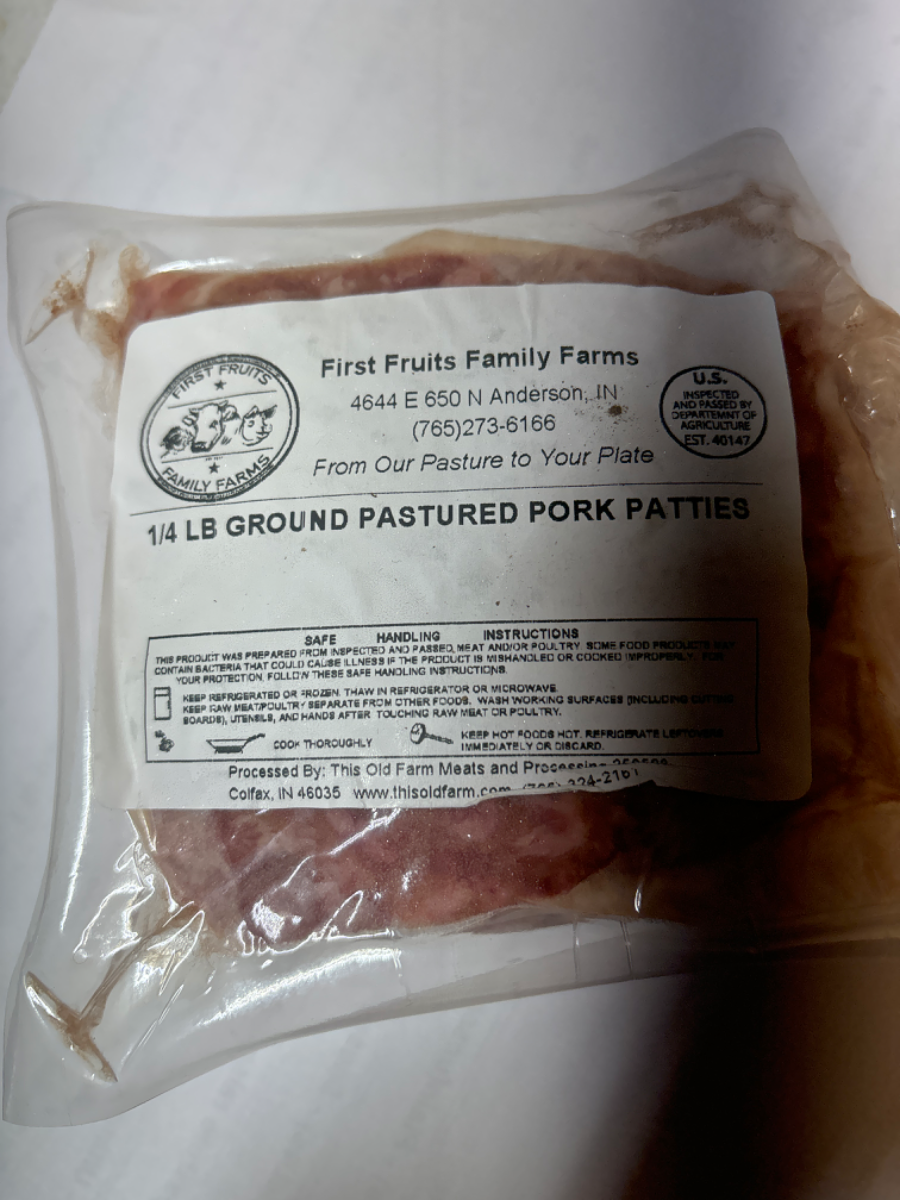 FIRST FRUITS
FAMILY FARMS
First Fruits Family Farms
4644 E 650 N Anderson, IN
(765)273-6166
From Our Pasture to Your Plate
U.S.
INSPECTED
AND PASSED BY
DEPARTEMNT OF
AGRICULTURE
EST. 40147
1/4 LB GROUND PASTURED PORK PATTIES
SAFE HANDLING INSTRUCTIONS
THIS PRODUCT WAS PREPARED FROM INSPECTED AND PASSED, MEAT AND/OR POULTRY. SOME FOOD PRODUCTS MAY
CONTAIN BACTERIA THAT COULD CAUSE ILLNESS IF THE PRODUCT IS MISHANDLED OR COOKED IMPROPERLY. FOR
YOUR PROTECTION, FOLLOW THESE SAFE HANDLING INSTRUCTIONS.
KEEP REFRIGERATED OR FROZEN. THAW IN REFRIGERATOR OR MICROWAVE.
KEEP RAW MEAT/POULTRY SEPARATE FROM OTHER FOODS. WASH WORKING SURFACES (INCLUDING CUTTING
BOARDS), UTENSILS, AND HANDS AFTER TOUCHING RAW MEAT OR POULTRY.
COOK THOROUGHLY
KEEP HOT FOODS HOT. REFRIGERATE LEFTOVERS
IMMEDIATELY OR DISCARD.
Processed By: This Old Farm Meats and Processing
Colfax, IN 46035 www.thisoldfarm.com